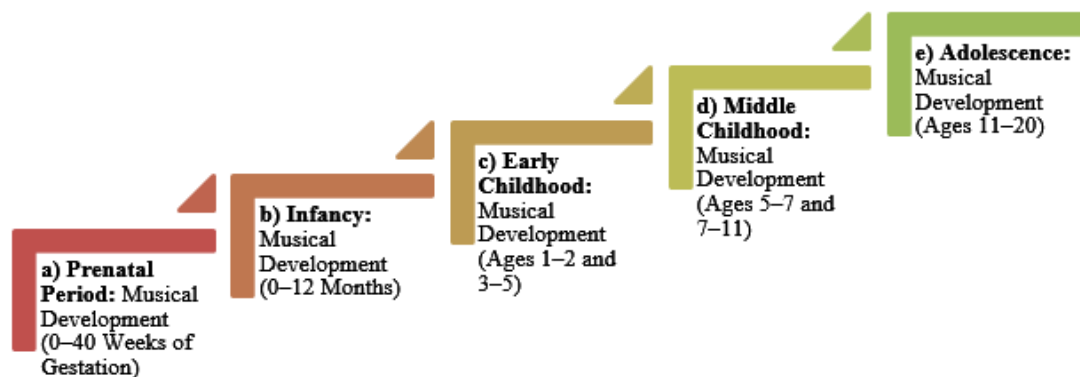 a) Prenatal
Period: Musical
Development
(0–40 Weeks of
Gestation)
b) Infancy:
Musical
Development
(0–12 Months)
c) Early
Childhood:
Musical
Development
(Ages 1–2 and
3–5)
d) Middle
Childhood:
Musical
Development
(Ages 5–7 and
7–11)
e) Adolescence:
Musical
Development
(Ages 11–20)